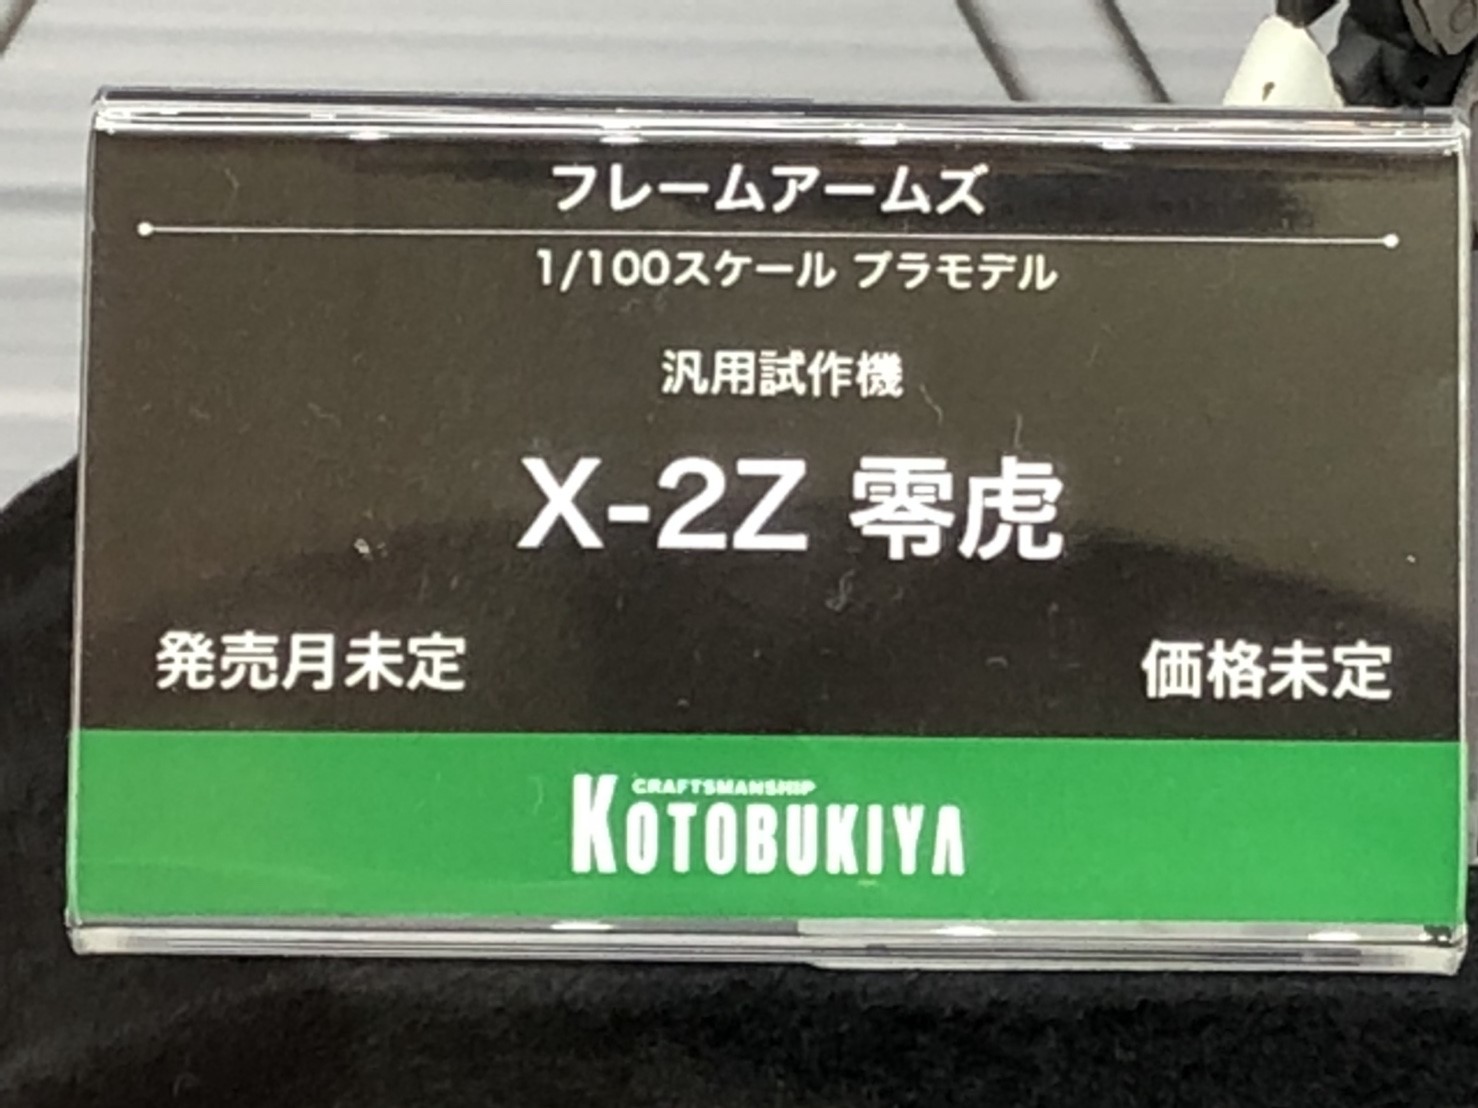 フレームアームズ
1/100スケール プラモデル
汎用試作機
X-2Z 零虎
発売月未定
価格未定
CRAFTSMANSHIP
KOTOBUKIYA